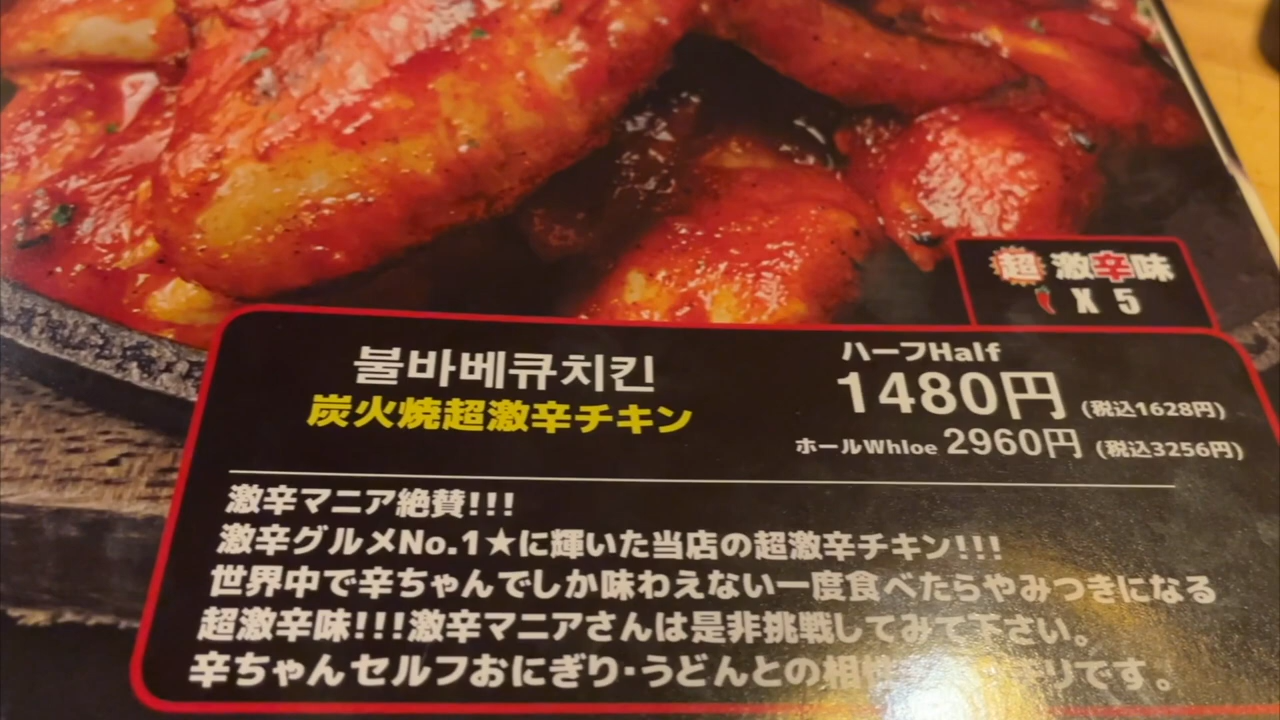 超激辛味
X 5
불바베큐치킨
炭火焼超激辛チキン
ハーフHalf
1480円 (税込1628円)
ホールWhloe 2960円 (税込3256円)
激辛マニア絶賛!!!
激辛グルメNo.1★に輝いた当店の超激辛チキン!!!
世界中で辛ちゃんでしか味わえない一度食べたらやみつきになる
超激辛味!!!激辛マニアさんは是非挑戦してみて下さい。
辛ちゃんセルフおにぎり・うどんとの相性 リです。